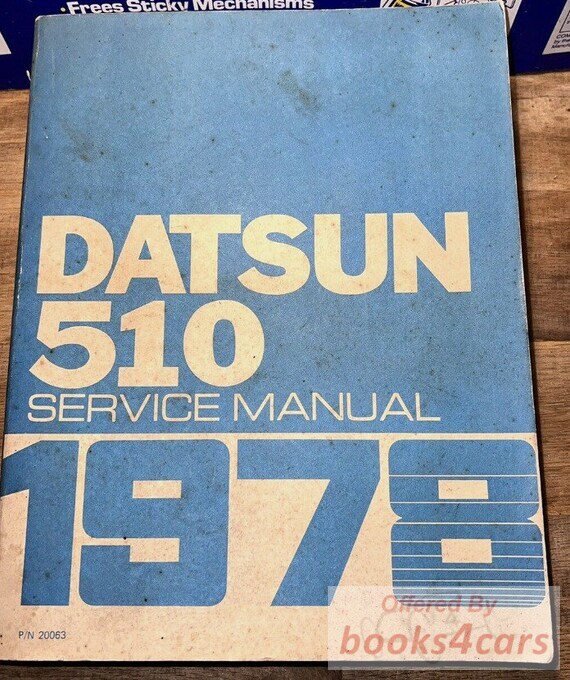 •Frees Sticky Mechanisms
DATSUN
510
SERVICE MANUAL
1978
P/N 20063
Offered By
books4cars